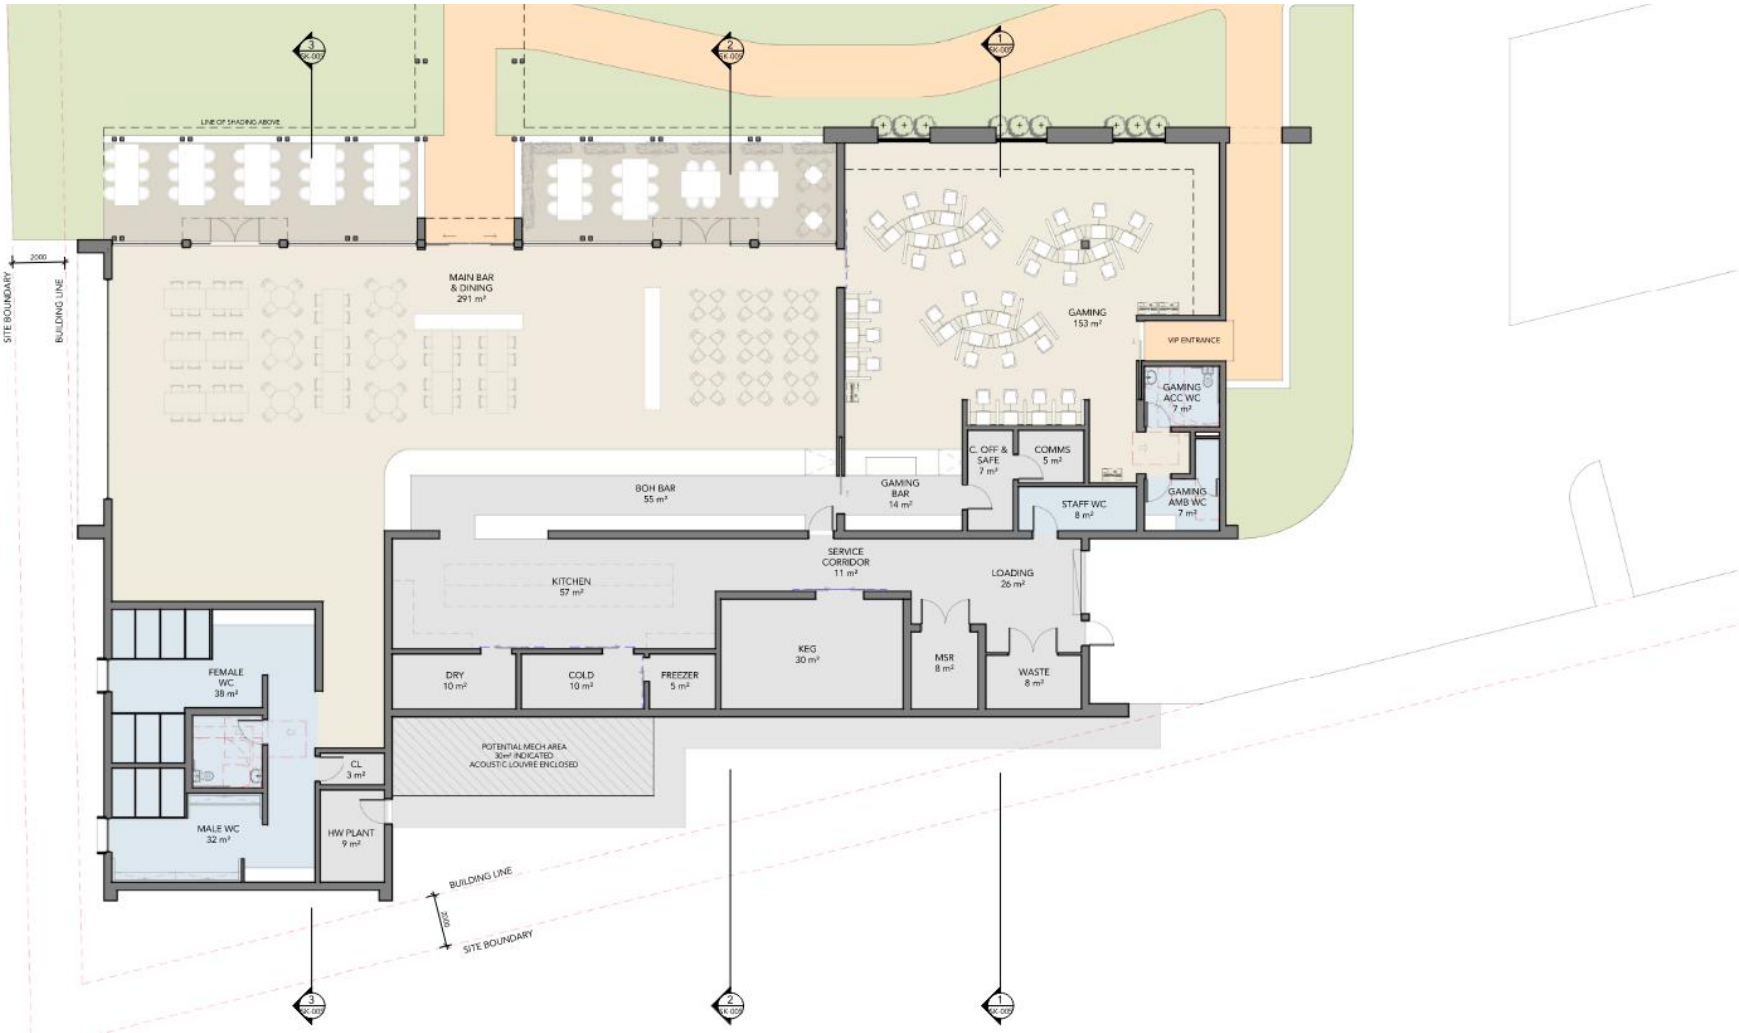 3
SK-005
2
SK-005
1
SK-005
LINE OF SHADING ABOVE
2000
SITE BOUNDARY
BUILDING LINE
MAIN BAR
& DINING
291 m²
GAMING
153 m²
VIP ENTRANCE
GAMING
ACC WC
7 m²
C. OFF &
SAFE
7 m²
COMMS
5 m²
BOH BAR
55 m²
GAMING
BAR
14 m²
STAFF WC
8 m²
GAMING
AMB WC
7 m²
KITCHEN
57 m²
SERVICE
CORRIDOR
11 m²
LOADING
26 m²
FEMALE
WC
38 m²
DRY
10 m²
COLD
10 m²
FREEZER
5 m²
KEG
30 m²
MSR
8 m²
WASTE
8 m²
POTENTIAL MECH AREA
30m² INDICATED
ACOUSTIC LOUVRE ENCLOSED
CL
3 m²
MALE WC
32 m²
HW PLANT
9 m²
BUILDING LINE
2000
SITE BOUNDARY
3
SK-005
2
SK-005
1
SK-005